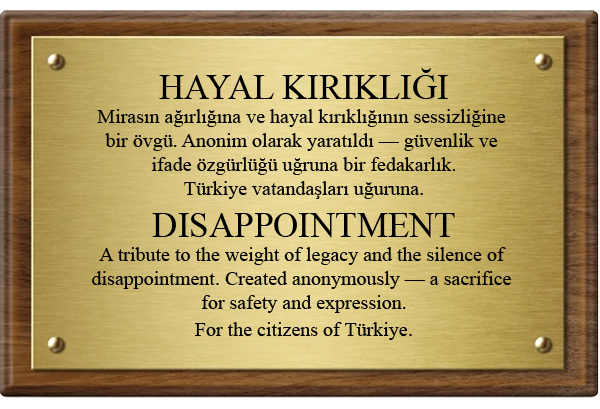 HAYAL KIRIKLIĞI
Mirasın ağırlığına ve hayal kırıklığının sessizliğine
bir övgü. Anonim olarak yaratıldı — güvenlik ve
ifade özgürlüğü uğruna bir fedakarlık.
Türkiye vatandaşları uğuruna.
DISAPPOINTMENT
A tribute to the weight of legacy and the silence of
disappointment. Created anonymously — a sacrifice
for safety and expression.
For the citizens of Türkiye.